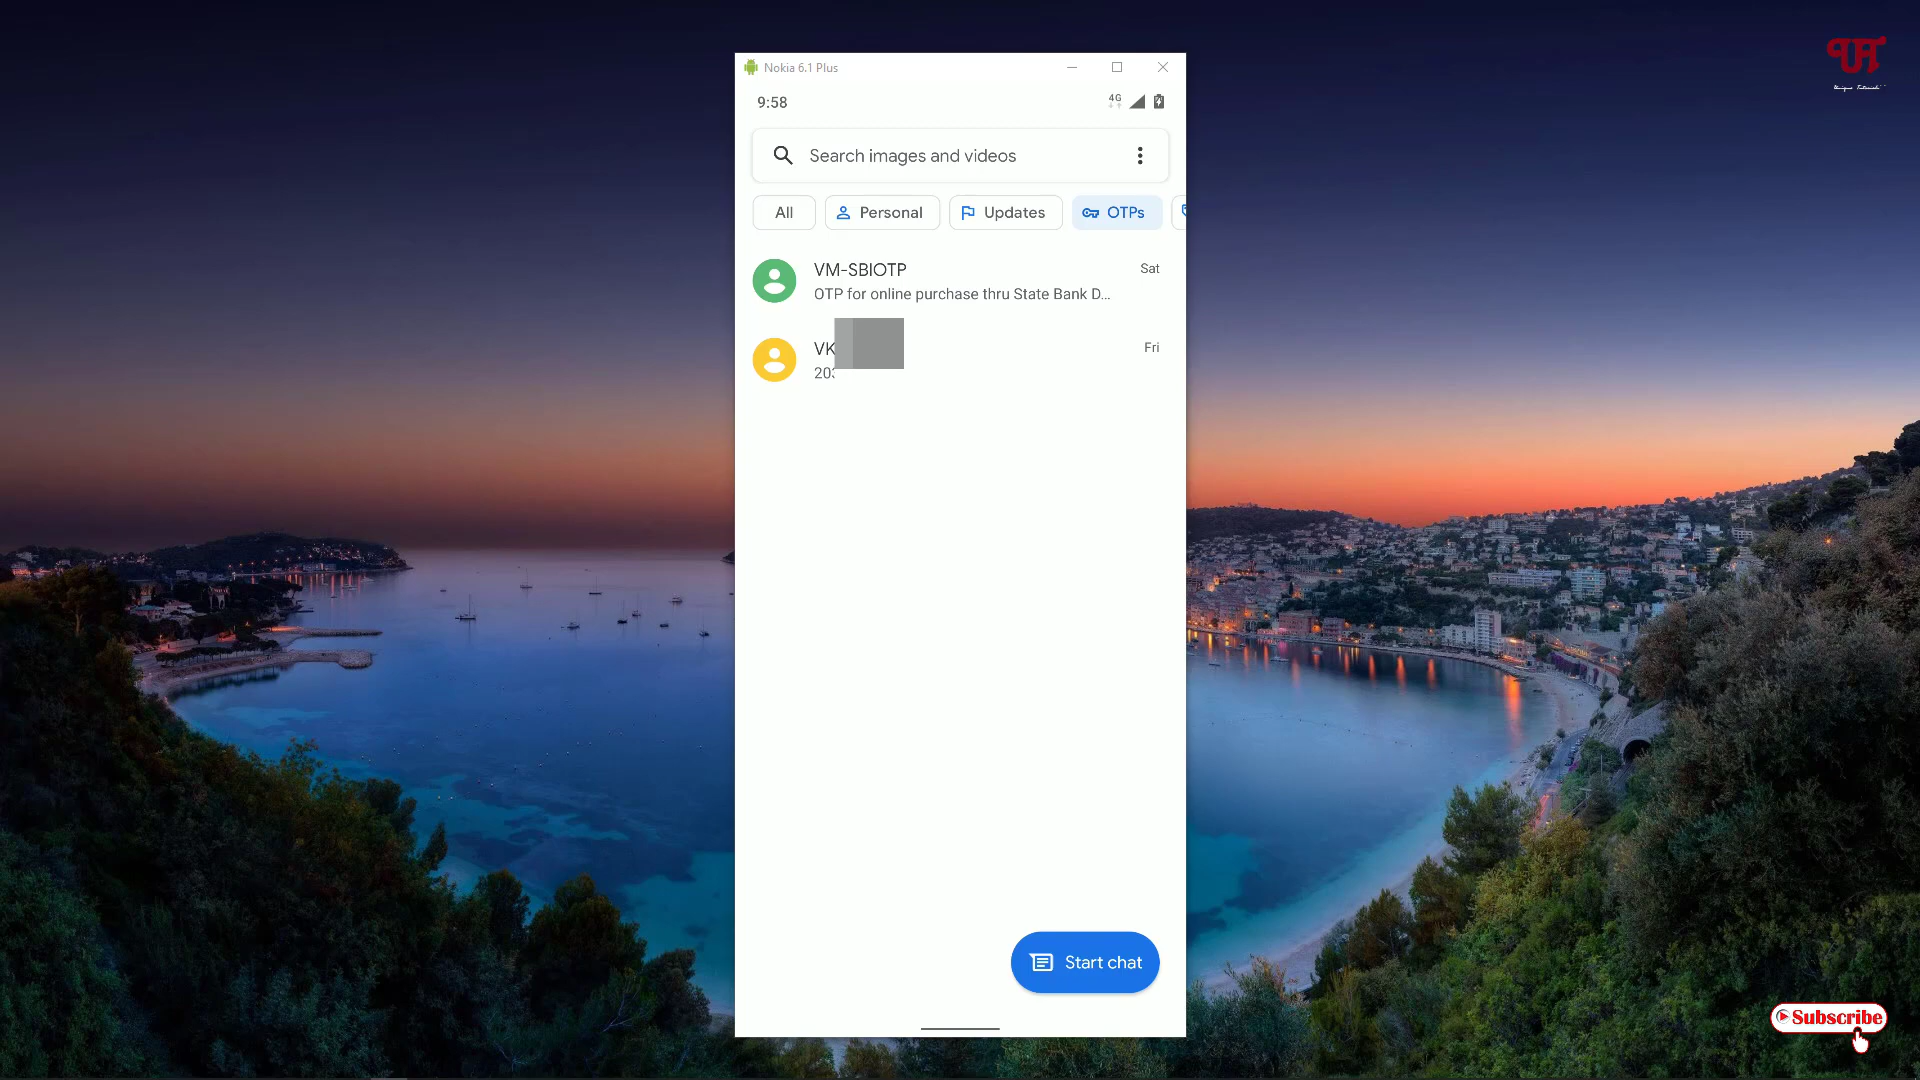 Nokia 6.1 Plus
9:58
4G
Search images and videos
All
Personal
Updates
OTPs
VM-SBIOTP
Sat
OTP for online purchase thru State Bank D...
VK
Fri
Start chat
Subscribe